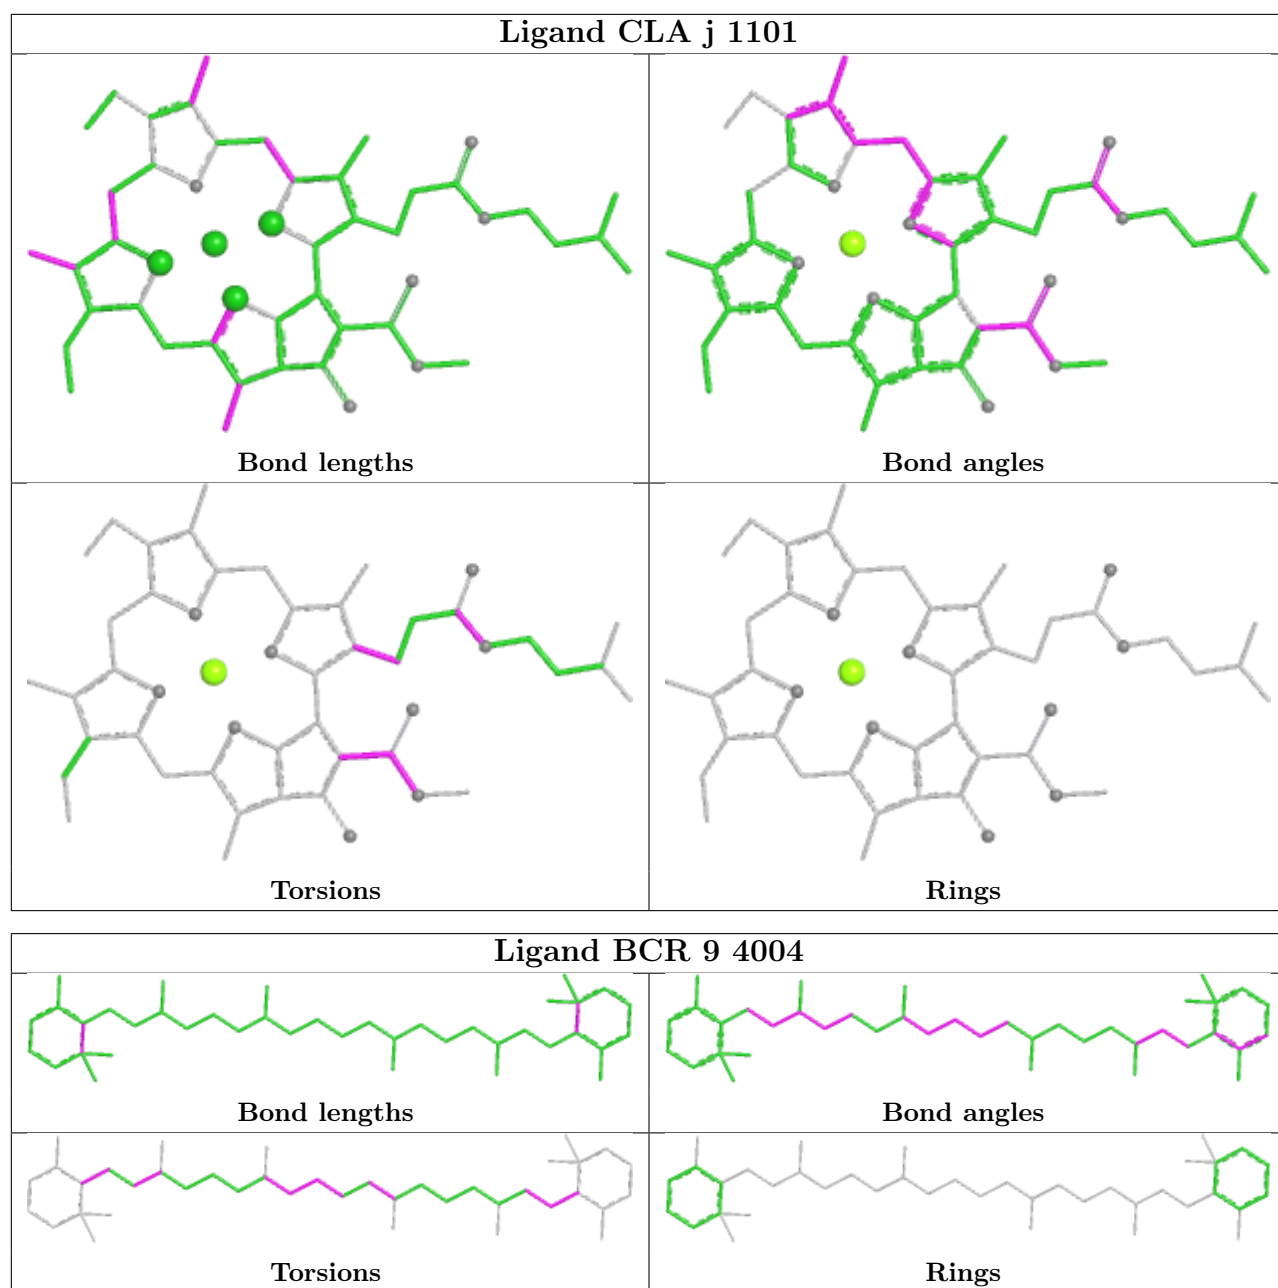 Ligand CLA j 1101
Bond lengths
Bond angles
Torsions
Rings
Ligand BCR 9 4004
Bond lengths
Bond angles
Torsions
Rings